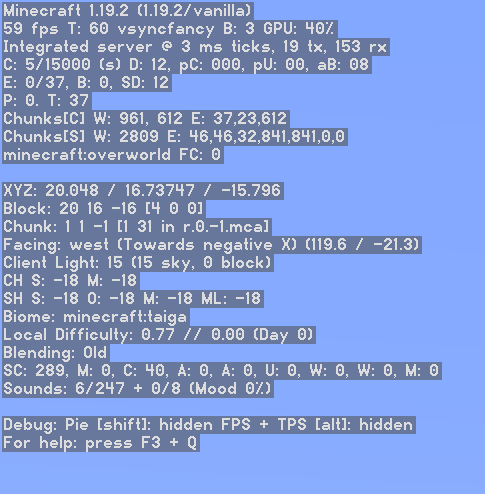 Minecraft 1.19.2 (1.19.2/vanilla)
59 fps T: 60 vsyncfancy B: 3 GPU: 40%
Integrated server @ 3 ms ticks, 19 tx, 153 rx
C: 5/15000 (s) D: 12, pC: 000, pU: 00, aB: 08
E: 0/37, B: 0, SD: 12
P: 0. T: 37
Chunks[C] W: 961, 612 E: 37,23,612
Chunks[S] W: 2809 E: 46,46,32,841,841,0,0
minecraft:overworld FC: 0
XYZ: 20.048 / 16.73747 / -15.796
Block: 20 16 -16 [4 0 0]
Chunk: 1 1 -1 [1 31 in r.0.-1.mca]
Facing: west (Towards negative X) (119.6 / -21.3)
Client Light: 15 (15 sky, 0 block)
CH S: -18 M: -18
SH S: -18 O: -18 M: -18 ML: -18
Biome: minecraft:taiga
Local Difficulty: 0.77 // 0.00 (Day 0)
Blending: Old
SC: 289, M: 0, C: 40, A: 0, A: 0, U: 0, W: 0, W: 0, M: 0
Sounds: 6/247 + 0/8 (Mood 0%)
Debug: Pie [shift]: hidden FPS + TPS [alt]: hidden
For help: press F3 + Q